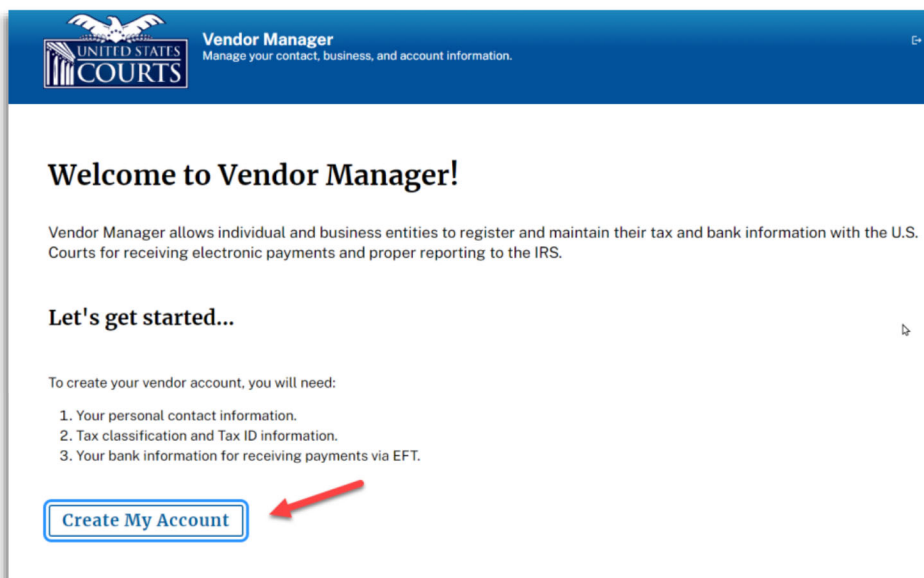 UNITED STATES
COURTS
Vendor Manager
Manage your contact, business, and account information.
Welcome to Vendor Manager!
Vendor Manager allows individual and business entities to register and maintain their tax and bank information with the U.S.
Courts for receiving electronic payments and proper reporting to the IRS.
Let's get started...
To create your vendor account, you will need:
1. Your personal contact information.
2. Tax classification and Tax ID information.
3. Your bank information for receiving payments via EFT.
Create My Account